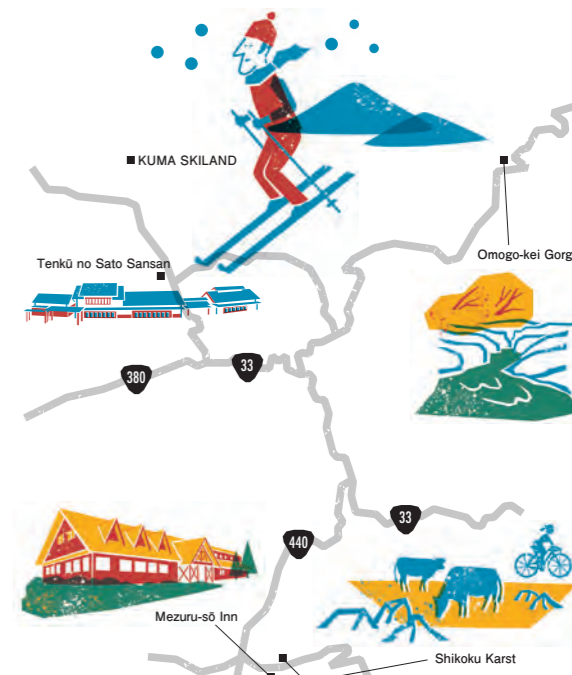 KUMA SKILAND
Omogo-kei Gorg
Tenkū no Sato Sansan
33
380
33
440
Mezuru-sō Inn
Shikoku Karst